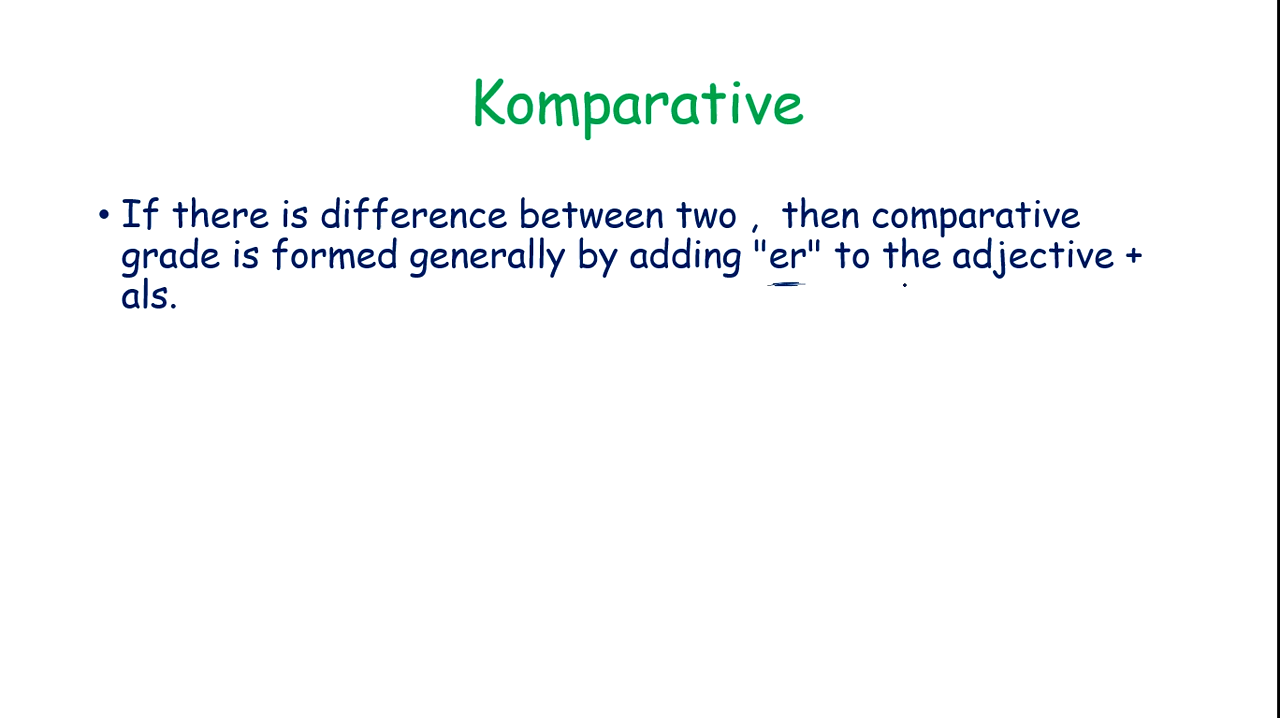 Komparative
• If there is difference between two ,  then comparative
grade is formed generally by adding "er" to the adjective +
als.